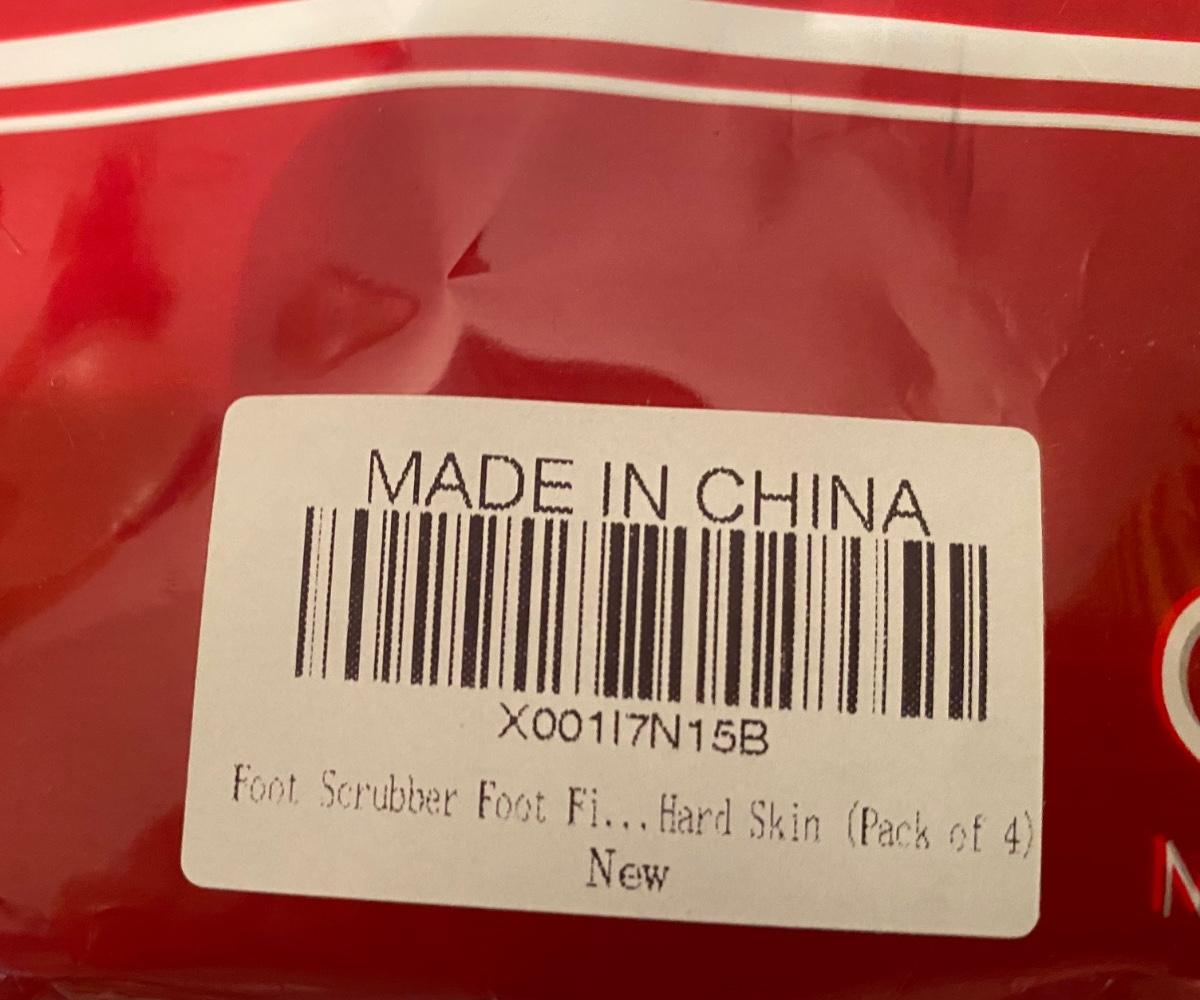 MADE IN CHINA
X001I7N15B
Foot Scrubber Foot Fi...Hard Skin (Pack of 4)
New